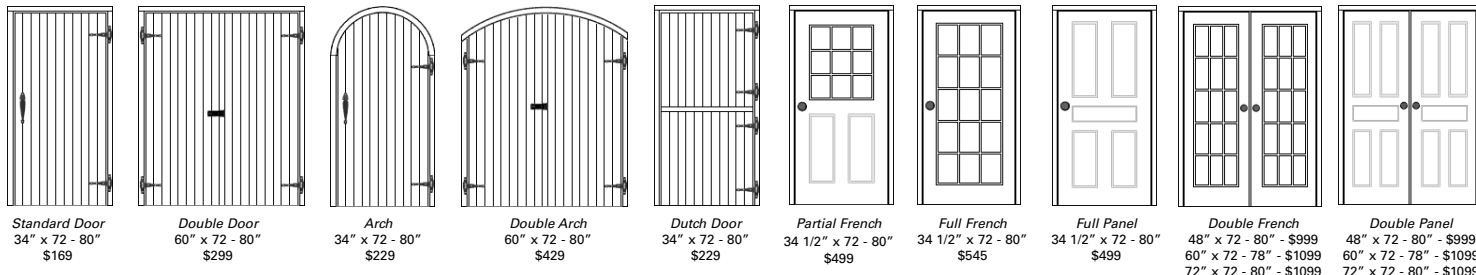 Standard Door
34” x 72 - 80”
$169
Double Door
60” x 72 - 80”
$299
Arch
34” x 72 - 80”
$229
Double Arch
60” x 72 - 80”
$429
Dutch Door
34” x 72 - 80”
$229
Partial French
34 1/2” x 72 - 80”
$499
Full French
34 1/2” x 72 - 80”
$545
Full Panel
34 1/2” x 72 - 80”
$499
Double French
48” x 72 - 80” - $999
60” x 72 - 78” - $1099
72” x 72 - 80” - $1099
Double Panel
48” x 72 - 80” - $999
60” x 72 - 78” - $1099
72” x 72 - 80” - $1099